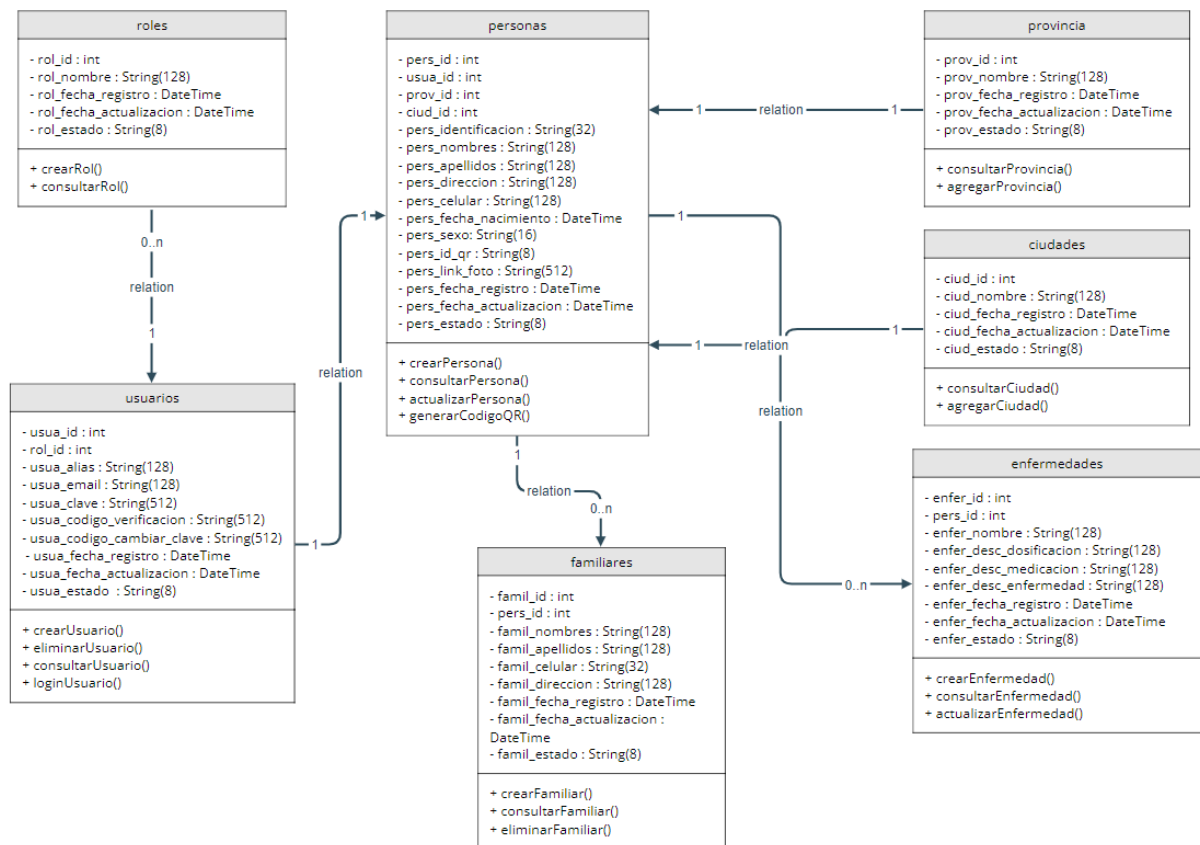 roles
- rol_id : int
- rol_nombre : String(128)
- rol_fecha_registro : DateTime
- rol_fecha_actualizacion : DateTime
- rol_estado : String(8)
+ crearRol()
+ consultarRol()
0..n
relation
1
usuarios
- usua_id : int
- rol_id : int
- usua_alias : String(128)
- usua_email : String(128)
- usua_clave : String(512)
- usua_codigo_verificacion : String(512)
- usua_codigo_cambiar_clave : String(512)
- usua_fecha_registro : DateTime
- usua_fecha_actualizacion : DateTime
- usua_estado : String(8)
+ crearUsuario()
+ eliminarUsuario()
+ consultarUsuario()
+ loginUsuario()
1
relation
1
personas
- pers_id : int
- usua_id : int
- prov_id : int
- ciud_id : int
- pers_identificacion : String(32)
- pers_nombres : String(128)
- pers_apellidos : String(128)
- pers_direccion : String(128)
- pers_celular : String(128)
- pers_fecha_nacimiento : DateTime
- pers_sexo: String(16)
- pers_id_qr : String(8)
- pers_link_foto : String(512)
- pers_fecha_registro : DateTime
- pers_fecha_actualizacion : DateTime
- pers_estado : String(8)
+ crearPersona()
+ consultarPersona()
+ actualizarPersona()
+ generarCodigoQR()
1
relation
0..n
familiares
- famil_id : int
- pers_id : int
- famil_nombres : String(128)
- famil_apellidos : String(128)
- famil_celular : String(32)
- famil_direccion : String(128)
- famil_fecha_registro : DateTime
- famil_fecha_actualizacion :
DateTime
- famil_estado : String(8)
+ crearFamiliar()
+ consultarFamiliar()
+ eliminarFamiliar()
1
relation
1
provincia
- prov_id : int
- prov_nombre : String(128)
- prov_fecha_registro : DateTime
- prov_fecha_actualizacion : DateTime
- prov_estado : String(8)
+ consultarProvincia()
+ agregarProvincia()
1
relation
1
ciudades
- ciud_id : int
- ciud_nombre : String(128)
- ciud_fecha_registro : DateTime
- ciud_fecha_actualizacion : DateTime
- ciud_estado : String(8)
+ consultarCiudad()
+ agregarCiudad()
1
relation
0..n
enfermedades
- enfer_id : int
- pers_id : int
- enfer_nombre : String(128)
- enfer_desc_dosificacion : String(128)
- enfer_desc_medicacion : String(128)
- enfer_desc_enfermedad : String(128)
- enfer_fecha_registro : DateTime
- enfer_fecha_actualizacion : DateTime
- enfer_estado : String(8)
+ crearEnfermedad()
+ consultarEnfermedad()
+ actualizarEnfermedad()